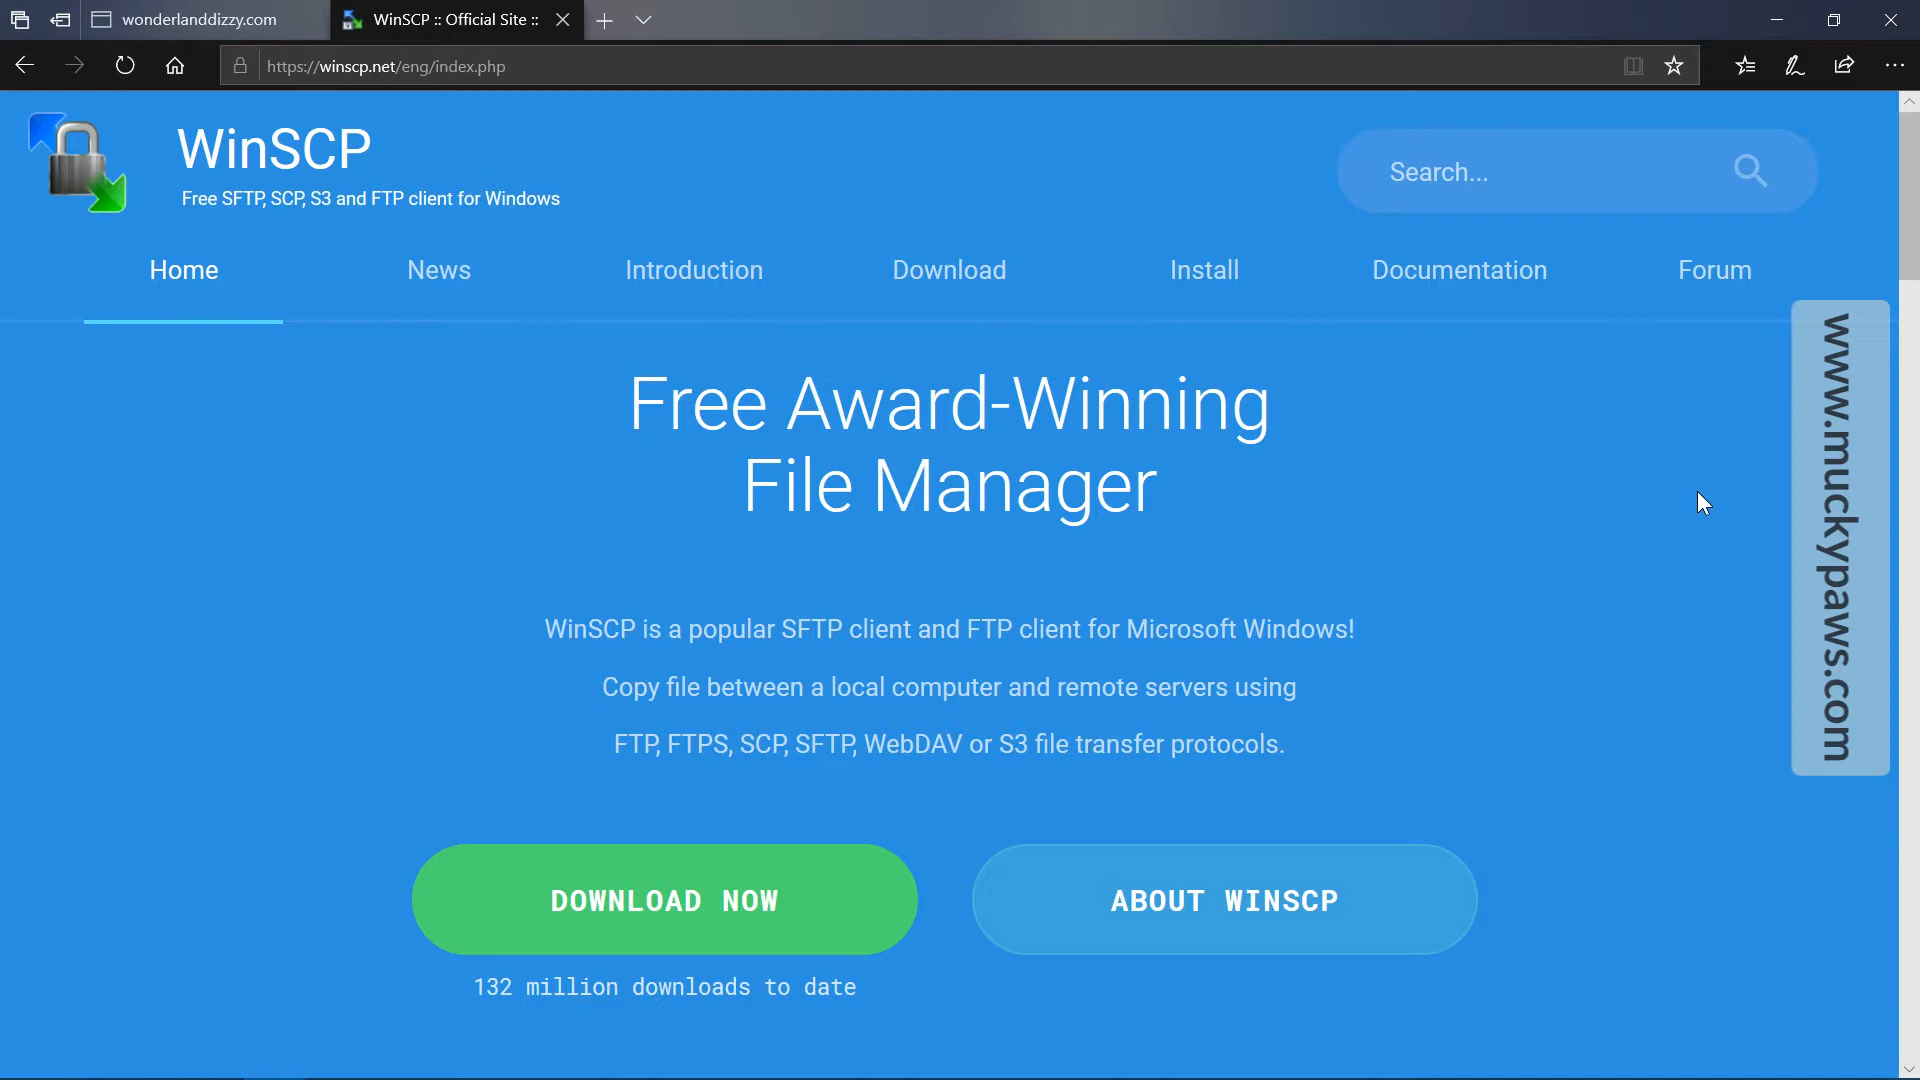 wonderlanddizzy.com
WinSCP :: Official Site ::
https://winscp.net/eng/index.php
WinSCP
Free SFTP, SCP, S3 and FTP client for Windows
Search...
Home
News
Introduction
Download
Install
Documentation
Forum
Free Award-Winning
File Manager
WinSCP is a popular SFTP client and FTP client for Microsoft Windows!
Copy file between a local computer and remote servers using
FTP, FTPS, SCP, SFTP, WebDAV or S3 file transfer protocols.
DOWNLOAD NOW
ABOUT WINSCP
132 million downloads to date
www.muckypaws.com